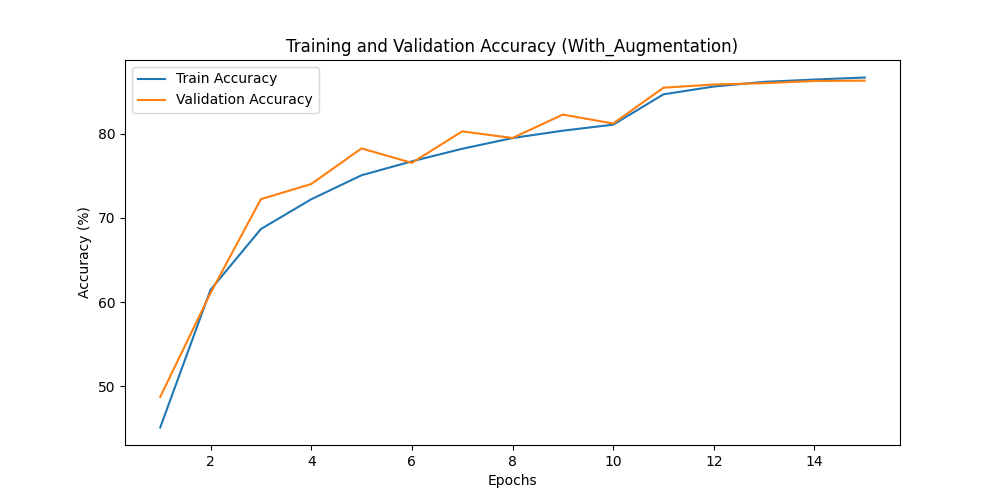 Training and Validation Accuracy (With_Augmentation)
Train Accuracy
Validation Accuracy
80
70
60
50
Accuracy (%)
2 4 6 8 10 12 14
Epochs